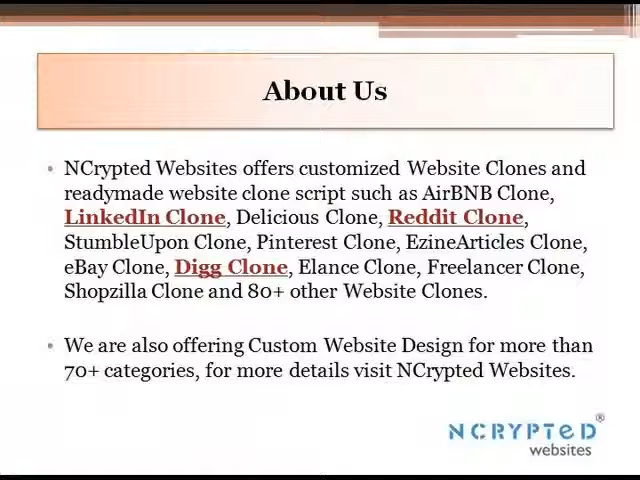 About Us
• NCrypted Websites offers customized Website Clones and
readymade website clone script such as AirBNB Clone,
LinkedIn Clone, Delicious Clone, Reddit Clone,
StumbleUpon Clone, Pinterest Clone, EzineArticles Clone,
eBay Clone, Digg Clone, Elance Clone, Freelancer Clone,
Shopzilla Clone and 80+ other Website Clones.
• We are also offering Custom Website Design for more than
70+ categories, for more details visit NCrypted Websites.
NCRYPTED®
websites